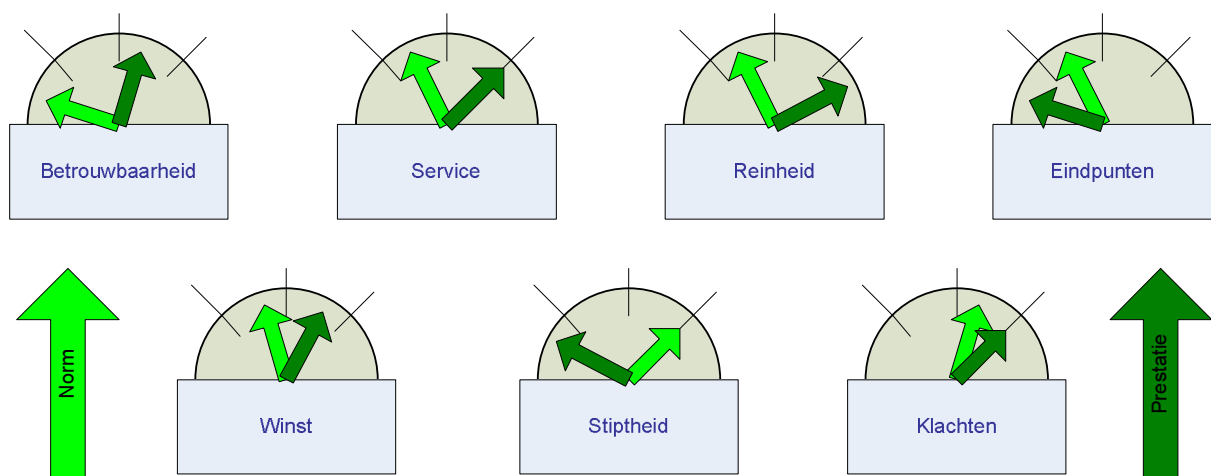 Betrouwbaarheid
Service
Reinheid
Eindpunten
Norm
Winst
Stiptheid
Klachten
Prestatie